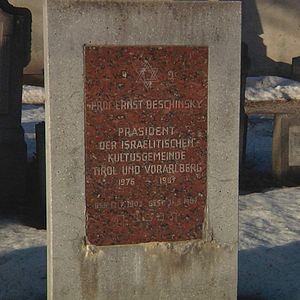 PROF. ERNST BESCHINSKY
PRÄSIDENT
DER ISRAELITISCHEN
KULTUSGEMEINDE
TIROL UND VORARLBERG
1976 1987